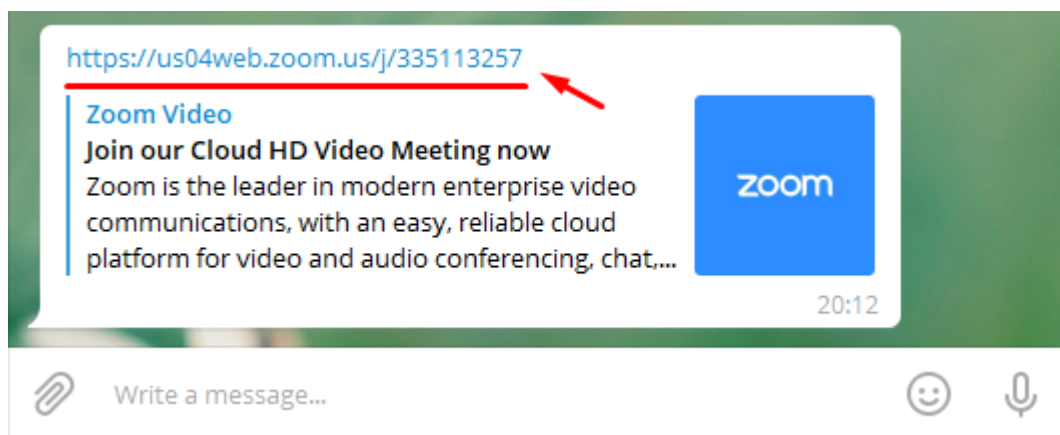 https://us04web.zoom.us/j/335113257
Zoom Video
Join our Cloud HD Video Meeting now
Zoom is the leader in modern enterprise video
communications, with an easy, reliable cloud
platform for video and audio conferencing, chat,...
zoom
20:12
Write a message...